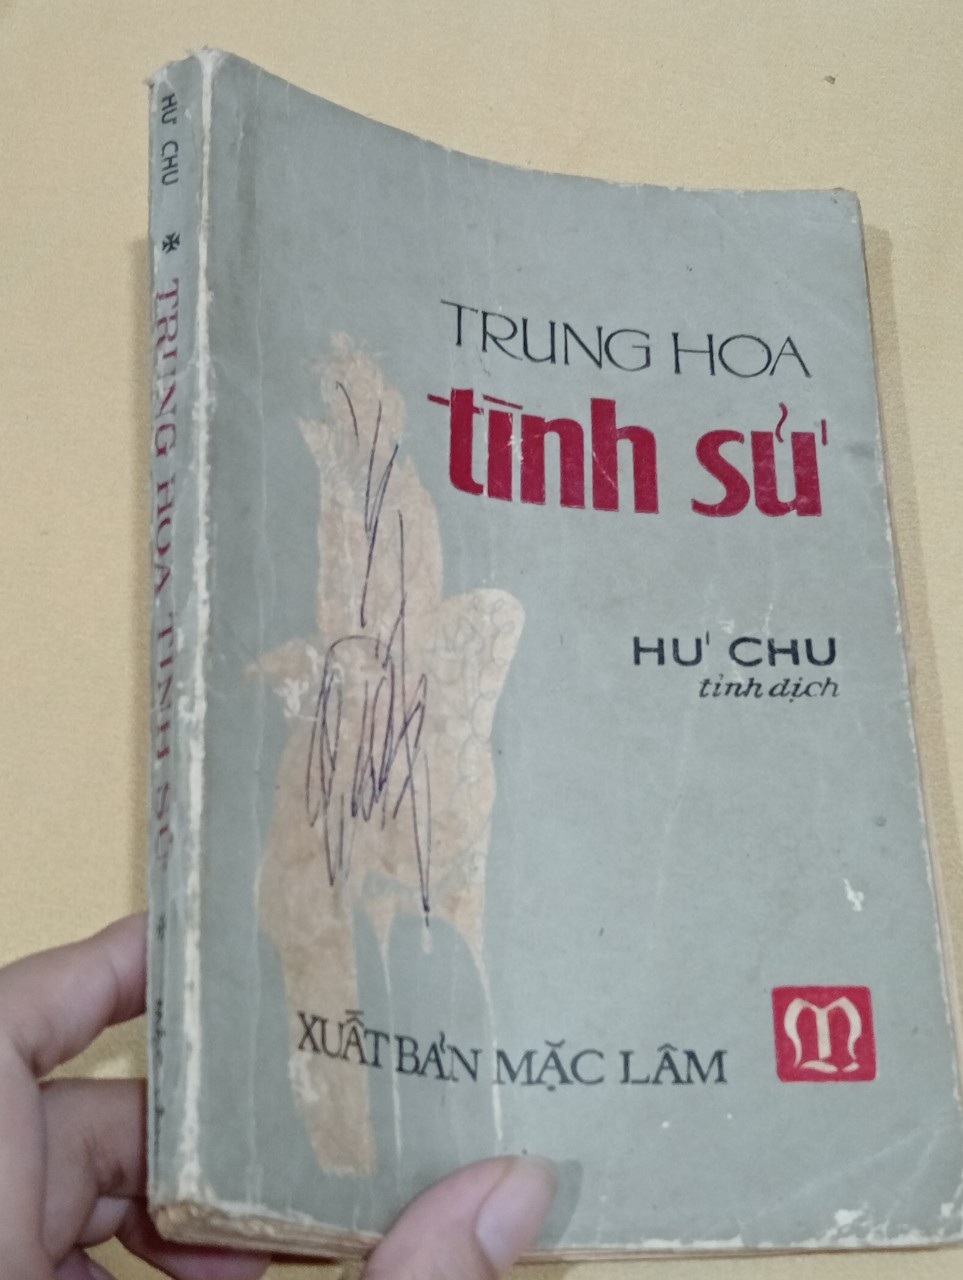 HƯ CHU * TRUNG HOA TÌNH SỬ *
TRUNG HOA
tình sử
HƯ CHU
tinh dịch
XUẤT BẢN MẶC LÂM
M